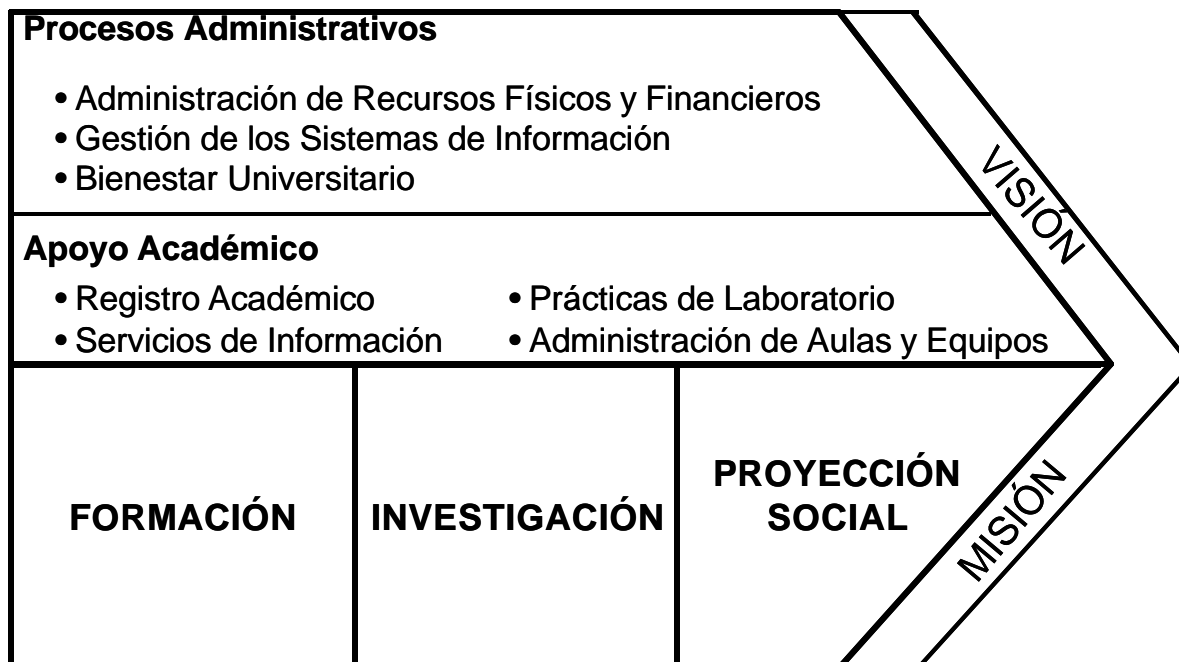 Procesos Administrativos
• Administración de Recursos Físicos y Financieros
• Gestión de los Sistemas de Información
• Bienestar Universitario
VISIÓN
Apoyo Académico
• Registro Académico
• Servicios de Información
• Prácticas de Laboratorio
• Administración de Aulas y Equipos
FORMACIÓN
INVESTIGACIÓN
PROYECCIÓN
SOCIAL
MISIÓN